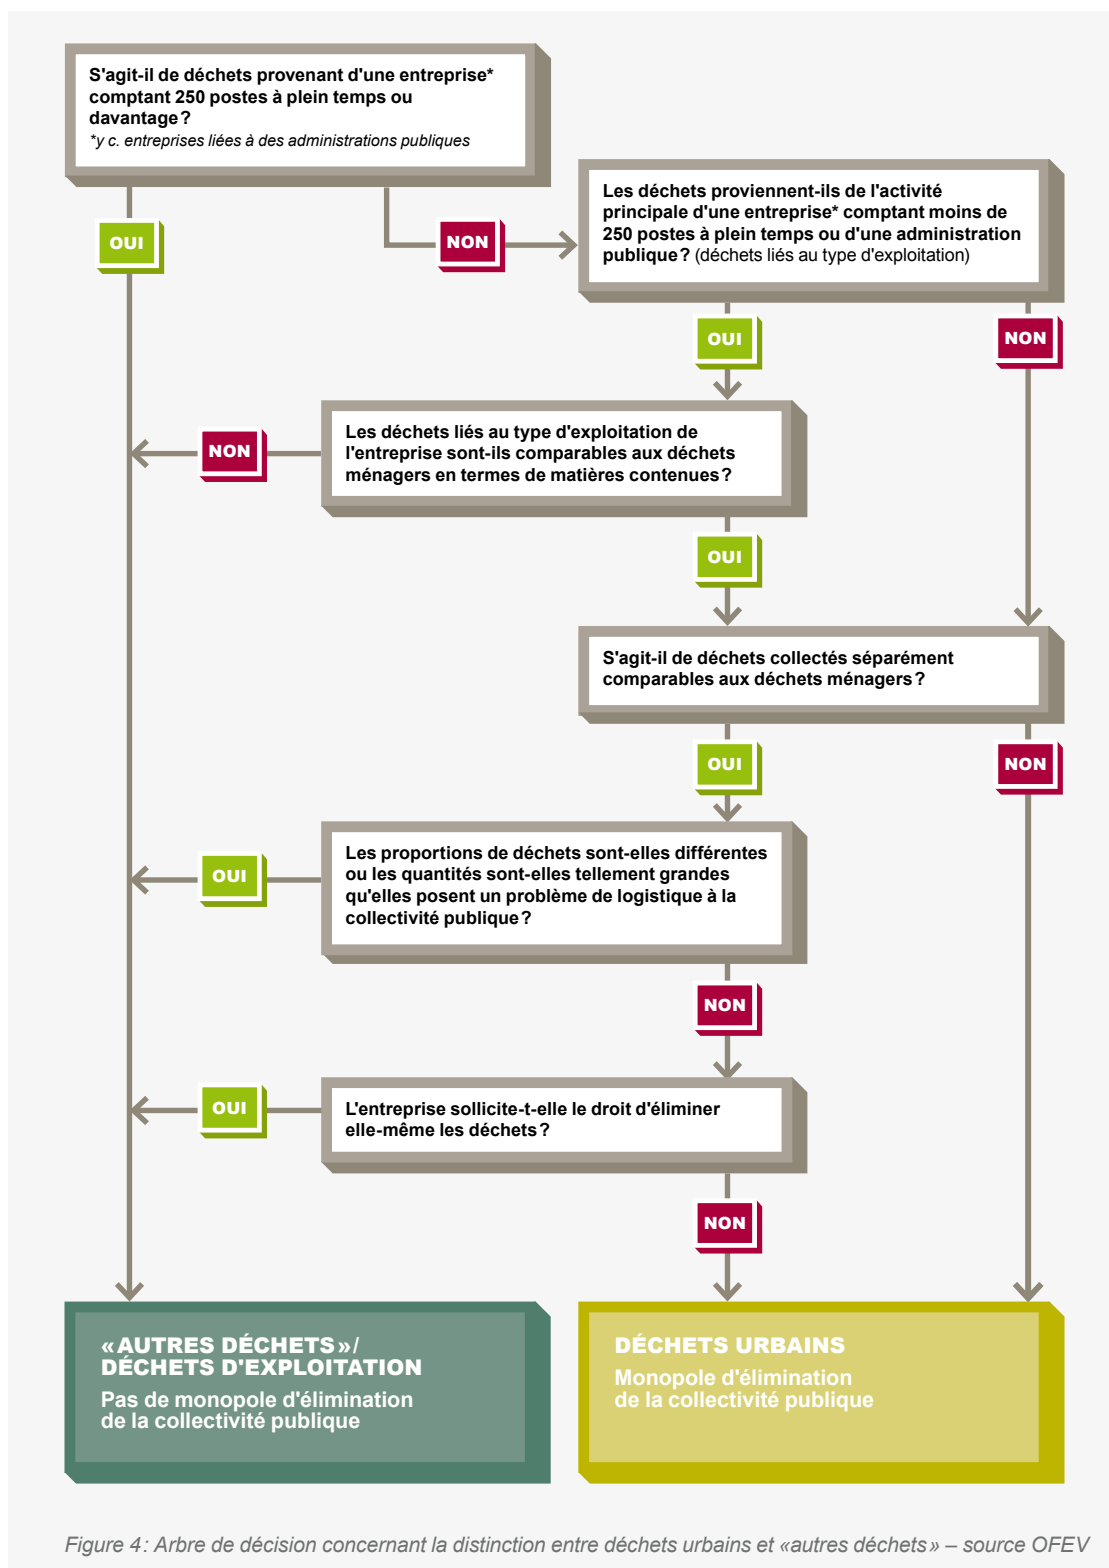 S'agit-il de déchets provenant d'une entreprise*
comptant 250 postes à plein temps ou
davantage ?
*y c. entreprises liées à des administrations publiques
OUI
NON
Les déchets proviennent-ils de l'activité
principale d'une entreprise* comptant moins de
250 postes à plein temps ou d'une administration
publique ? (déchets liés au type d'exploitation)
OUI
NON
Les déchets liés au type d'exploitation de
l'entreprise sont-ils comparables aux déchets
ménagers en termes de matières contenues ?
NON
OUI
S'agit-il de déchets collectés séparément
comparables aux déchets ménagers ?
OUI
NON
Les proportions de déchets sont-elles différentes
ou les quantités sont-elles tellement grandes
qu'elles posent un problème de logistique à la
collectivité publique ?
OUI
NON
L'entreprise sollicite-t-elle le droit d'éliminer
elle-même les déchets ?
OUI
NON
« AUTRES DÉCHETS » /
DÉCHETS D'EXPLOITATION
Pas de monopole d'élimination
de la collectivité publique
DÉCHETS URBAINS
Monopole d'élimination
de la collectivité publique
Figure 4 : Arbre de décision concernant la distinction entre déchets urbains et «autres déchets» – source OFEV